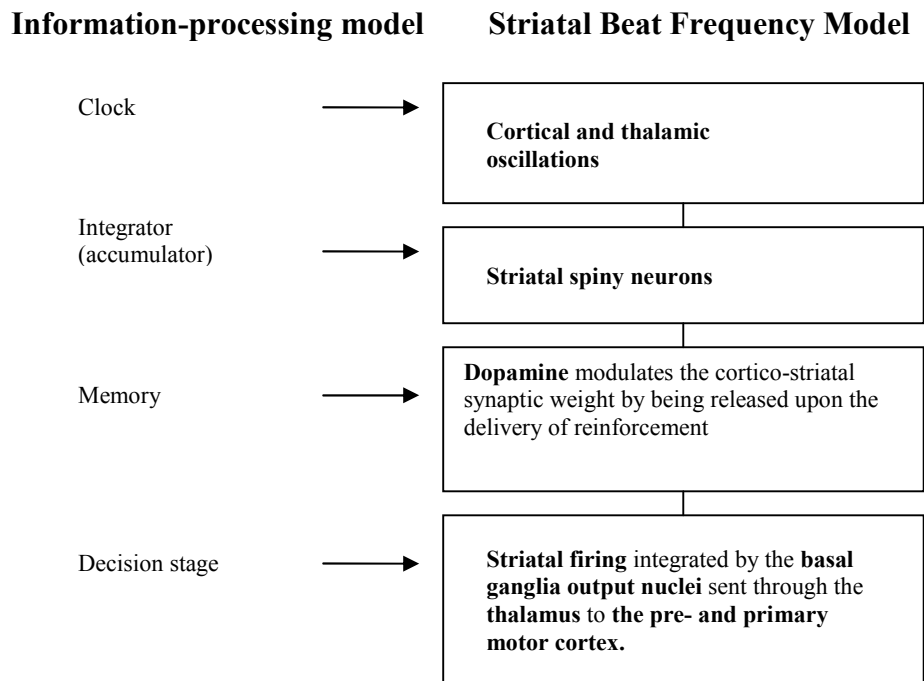 Information-processing model Striatal Beat Frequency Model
Clock
Cortical and thalamic
oscillations
Integrator
(accumulator)
Striatal spiny neurons
Memory
Dopamine modulates the cortico-striatal
synaptic weight by being released upon the
delivery of reinforcement
Decision stage
Striatal firing integrated by the basal
ganglia output nuclei sent through the
thalamus to the pre- and primary
motor cortex.